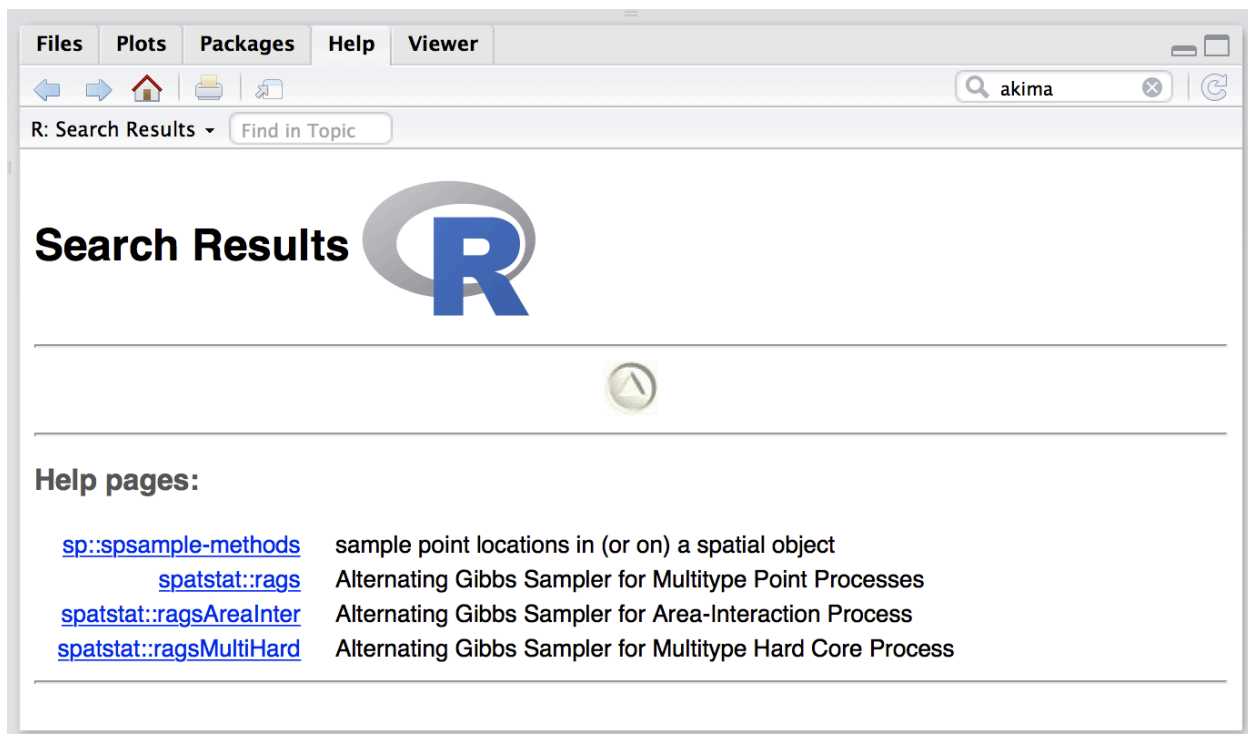 Files Plots Packages Help Viewer
akima
R: Search Results Find in Topic
Search Results R
Help pages:
sp::spsample-methods sample point locations in (or on) a spatial object
spatstat::rags Alternating Gibbs Sampler for Multitype Point Processes
spatstat::ragsAreaInter Alternating Gibbs Sampler for Area-Interaction Process
spatstat::ragsMultiHard Alternating Gibbs Sampler for Multitype Hard Core Process